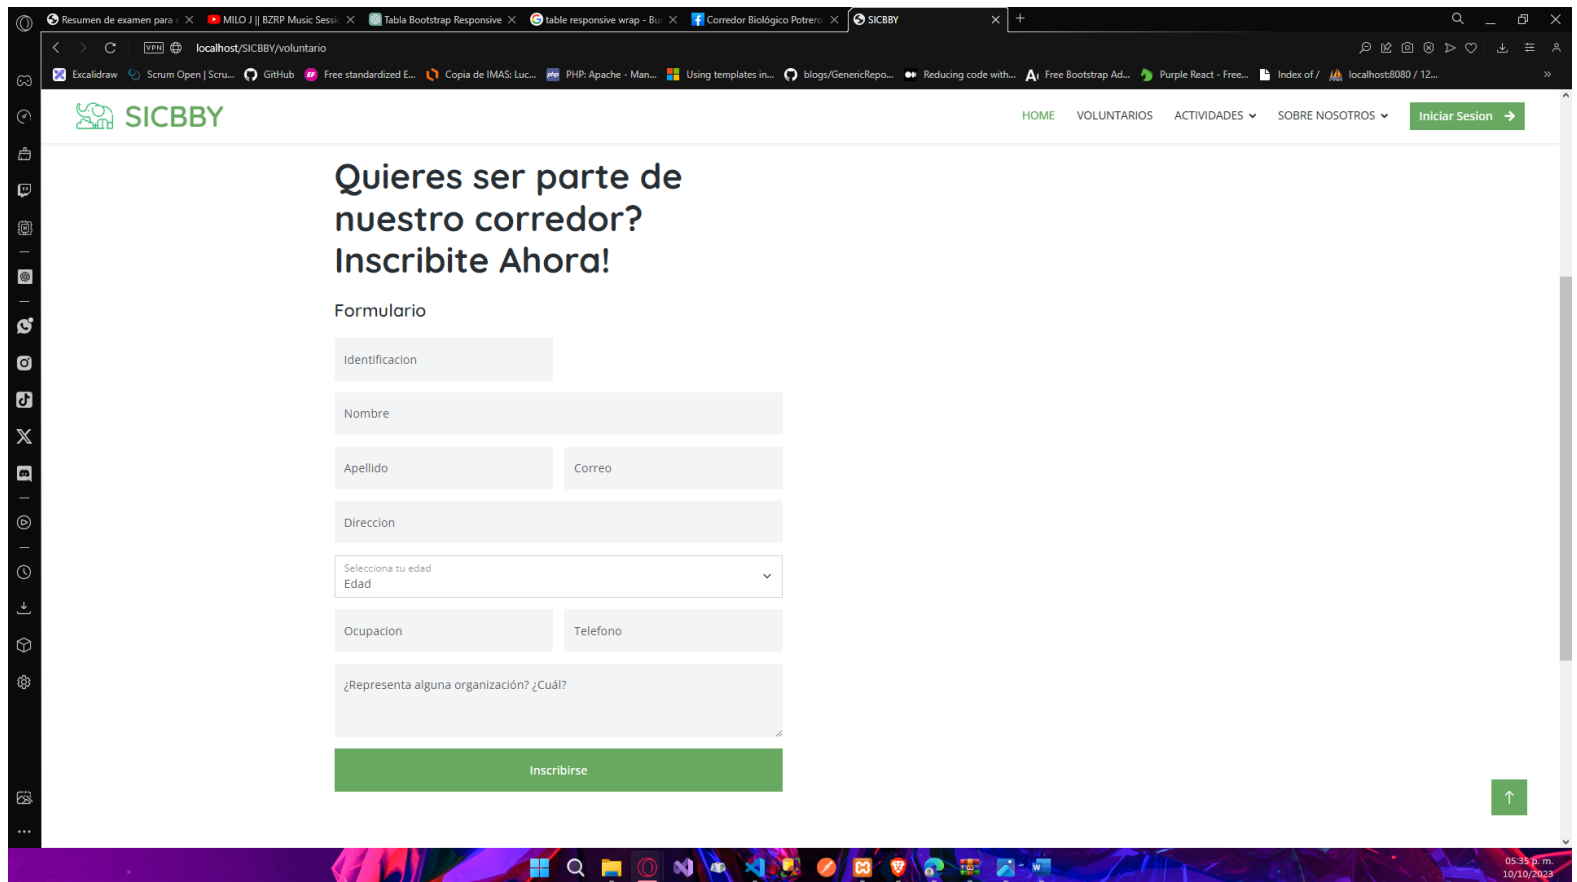 Resumen de examen para
MILO J || BZRP Music Sessi
Tabla Bootstrap Responsive
table responsive wrap - Bu
Corredor Biológico Potrero
SICBBY
VPN
localhost/SICBBY/voluntario
Excalidraw
Scrum Open | Scru...
GitHub
EF
Free standardized E...
Copia de IMAS: Luc...
php
PHP: Apache - Man...
Using templates in...
blogs/GenericRepo...
Reducing code with...
Free Bootstrap Ad...
Purple React - Free...
Index of /
localhost:8080 / 12...
SICBBY
HOME
VOLUNTARIOS
ACTIVIDADES
SOBRE NOSOTROS
Iniciar Sesion
Quieres ser parte de
nuestro corredor?
Inscribite Ahora!
Formulario
Identificacion
Nombre
Apellido
Correo
Direccion
Selecciona tu edad
Edad
Ocupacion
Telefono
¿Representa alguna organización? ¿Cuál?
Inscribirse
05:35 p. m.
10/10/2023